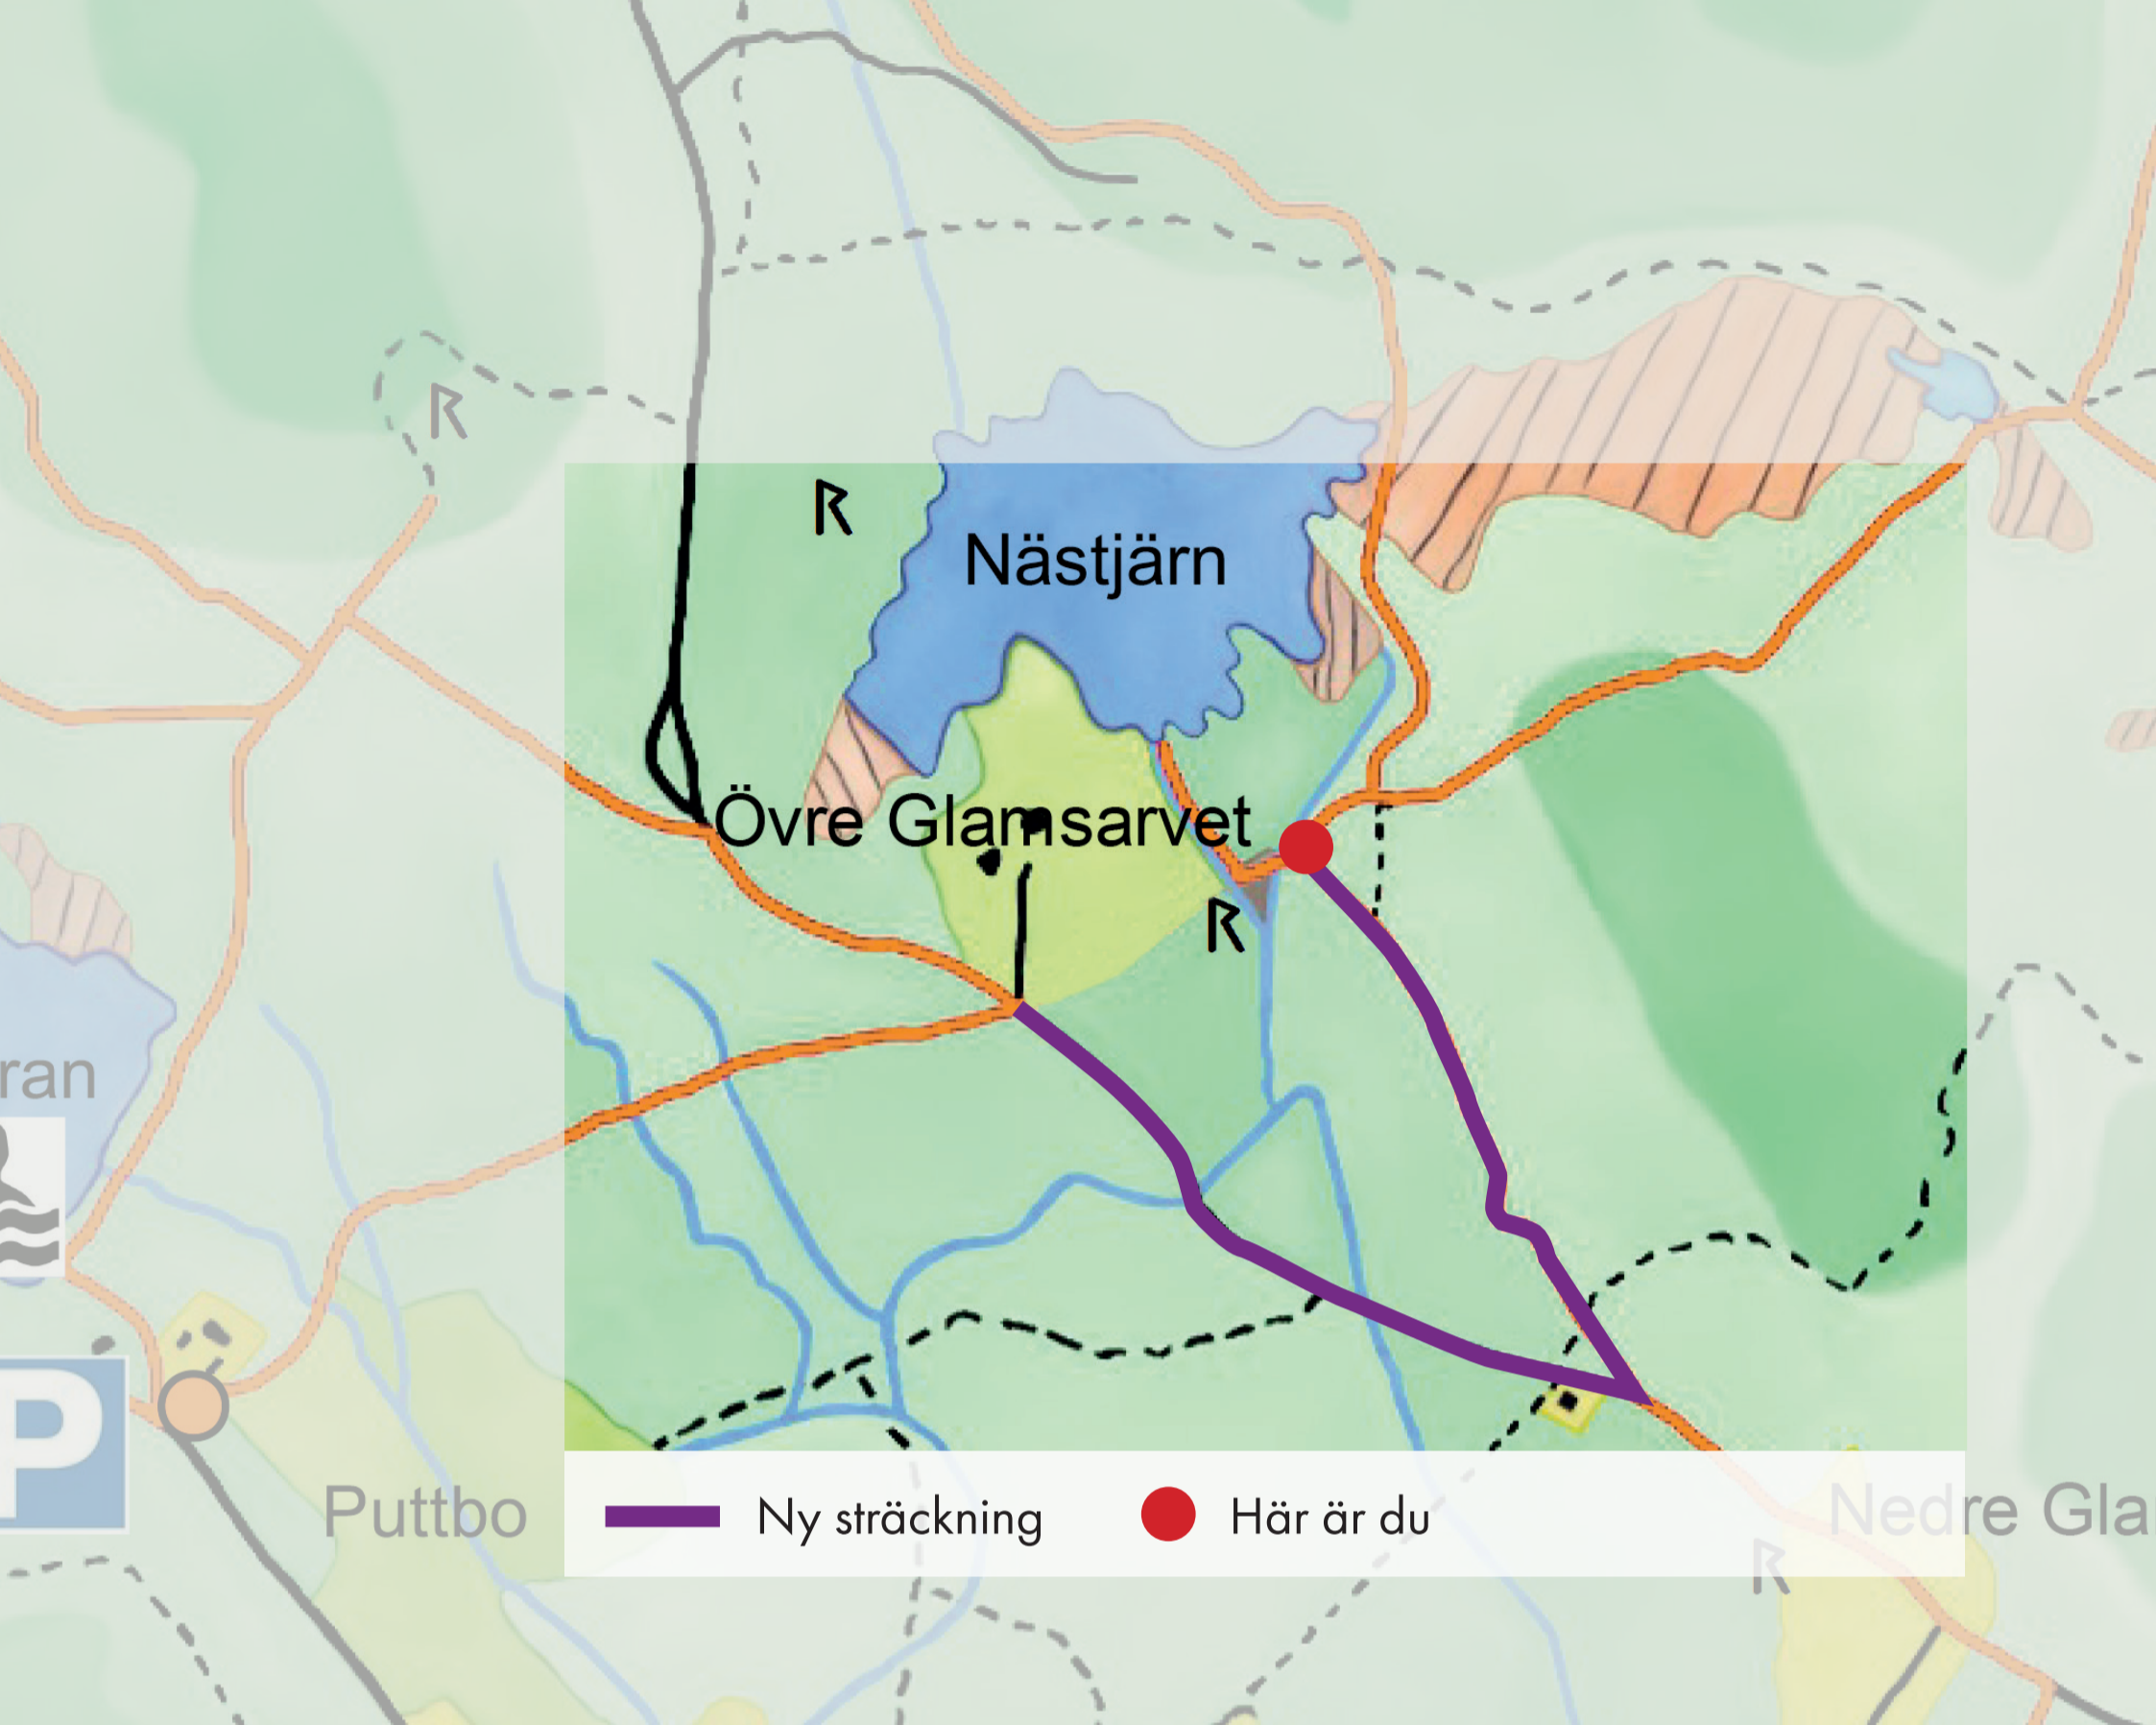 R
R
Nästjärn
Övre Glamsarvet
R
ran
P
Puttbo
Ny sträckning
Här är du
Nedre Gla
R